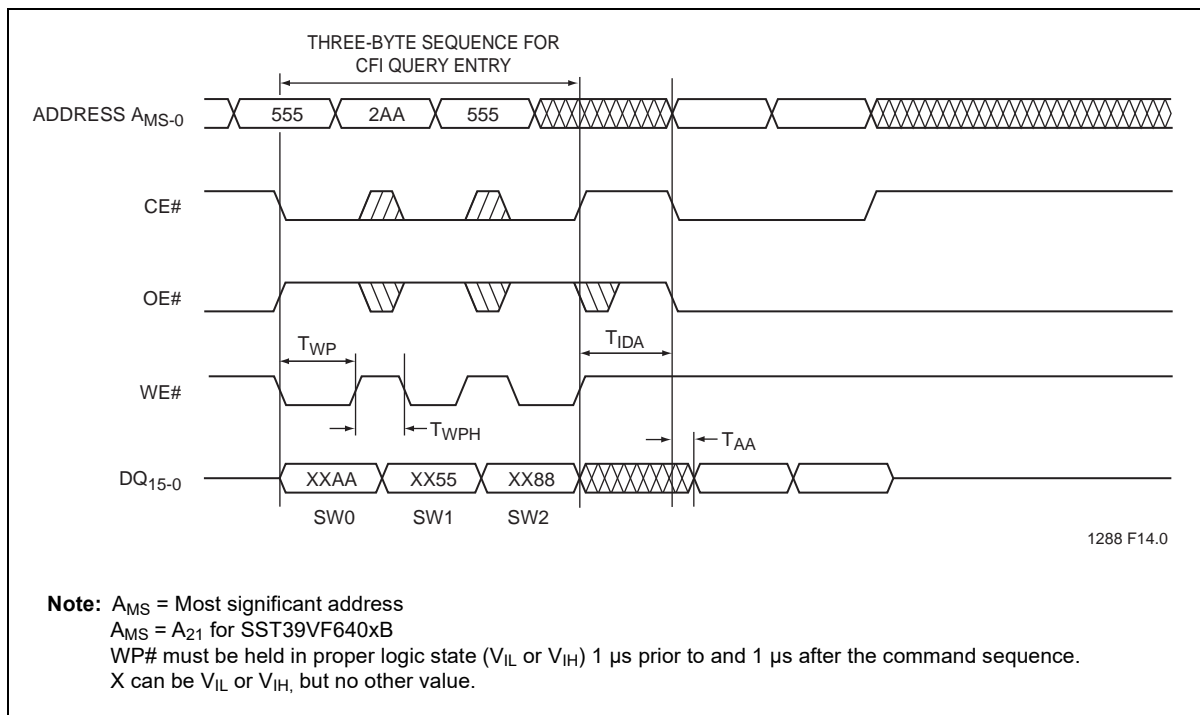 THREE-BYTE SEQUENCE FOR
CFI QUERY ENTRY
ADDRESS AMS-0
555 2AA 555
CE#
OE#
TWP
TIDA
WE#
TWPH
TAA
DQ15-0
XXAA XX55 XX88
SW0 SW1 SW2
1288 F14.0
Note: AMS = Most significant address
AMS = A21 for SST39VF640xB
WP# must be held in proper logic state (VIL or VIH) 1 µs prior to and 1 µs after the command sequence.
X can be VIL or VIH, but no other value.